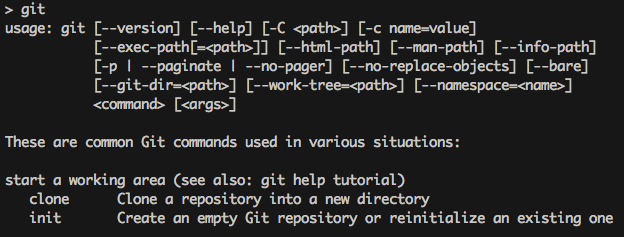 > git
usage: git [--version] [--help] [-C <path>] [-c name=value]
           [--exec-path[=<path>]] [--html-path] [--man-path] [--info-path]
           [-p | --paginate | --no-pager] [--no-replace-objects] [--bare]
           [--git-dir=<path>] [--work-tree=<path>] [--namespace=<name>]
           <command> [<args>]

These are common Git commands used in various situations:

start a working area (see also: git help tutorial)
   clone      Clone a repository into a new directory
   init       Create an empty Git repository or reinitialize an existing one